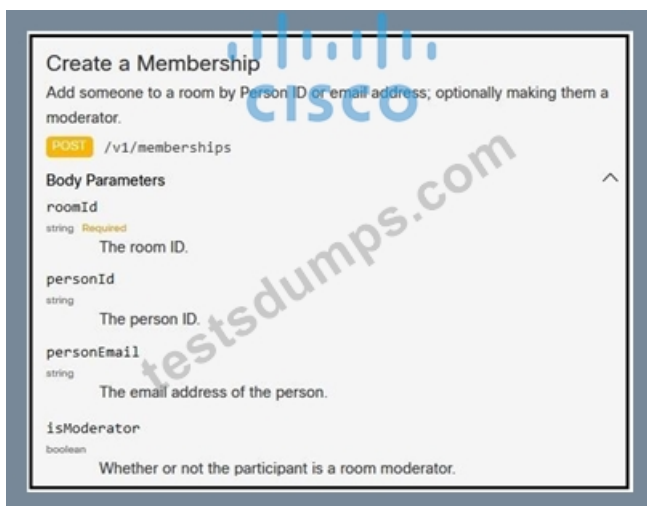 Create a Membership
CISCO
Add someone to a room by Person ID or email address; optionally making them a
moderator.
POST /v1/memberships
Body Parameters
roomId
string Required
The room ID.
personId
string
The person ID.
personEmail
string
The email address of the person.
isModerator
boolean
Whether or not the participant is a room moderator.
testsdumps.com